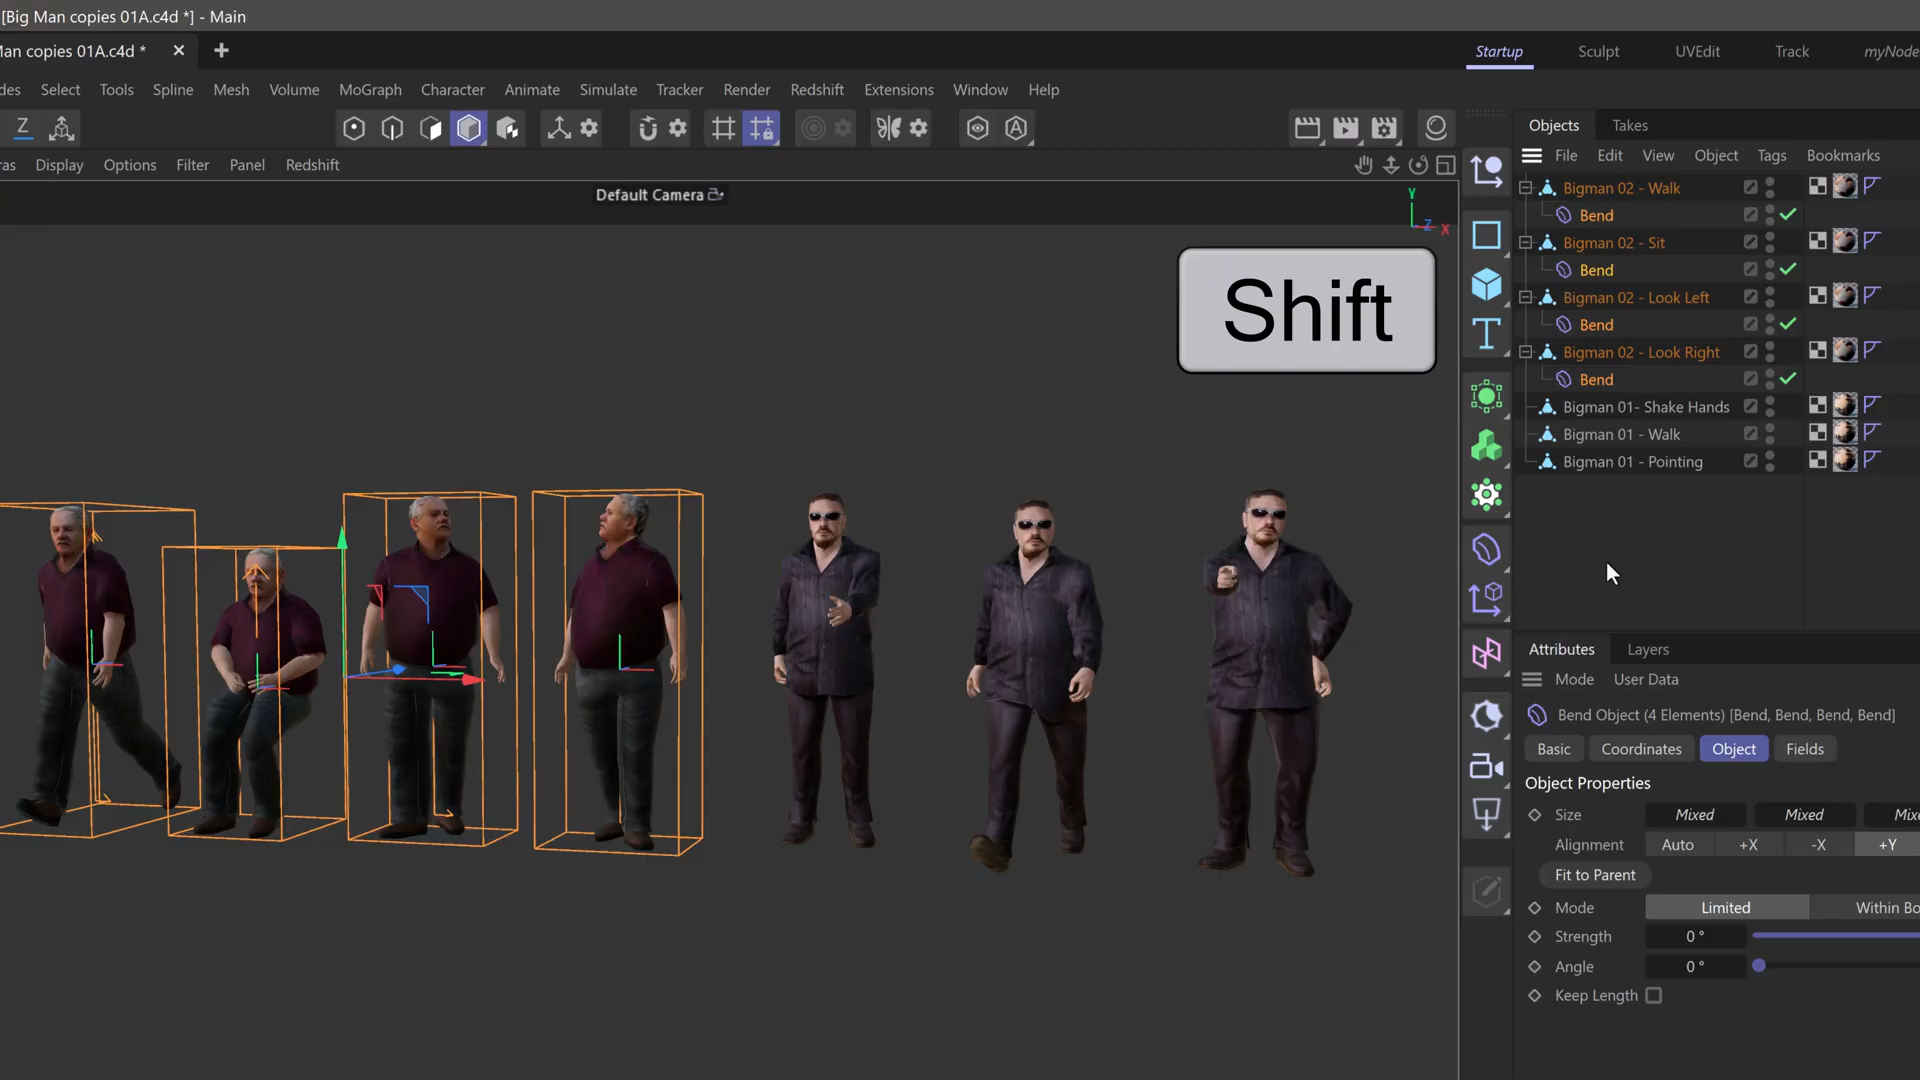 [Big Man copies 01A.c4d *] - Main
Man copies 01A.c4d *
Startup Sculpt UVEdit Track myNode
des Select Tools Spline Mesh Volume MoGraph Character Animate Simulate Tracker Render Redshift Extensions Window Help
Z
Objects Takes
File Edit View Object Tags Bookmarks
ras Display Options Filter Panel Redshift
Default Camera
Y
Z X
Shift
Bigman 02 - Walk
Bend
Bigman 02 - Sit
Bend
Bigman 02 - Look Left
Bend
Bigman 02 - Look Right
Bend
Bigman 01- Shake Hands
Bigman 01 - Walk
Bigman 01 - Pointing
Attributes Layers
Mode User Data
Bend Object (4 Elements) [Bend, Bend, Bend, Bend]
Basic Coordinates Object Fields
Object Properties
Size Mixed Mixed Mixe
Alignment Auto +X -X +Y
Fit to Parent
Mode Limited Within Bo
Strength 0 °
Angle 0 °
Keep Length